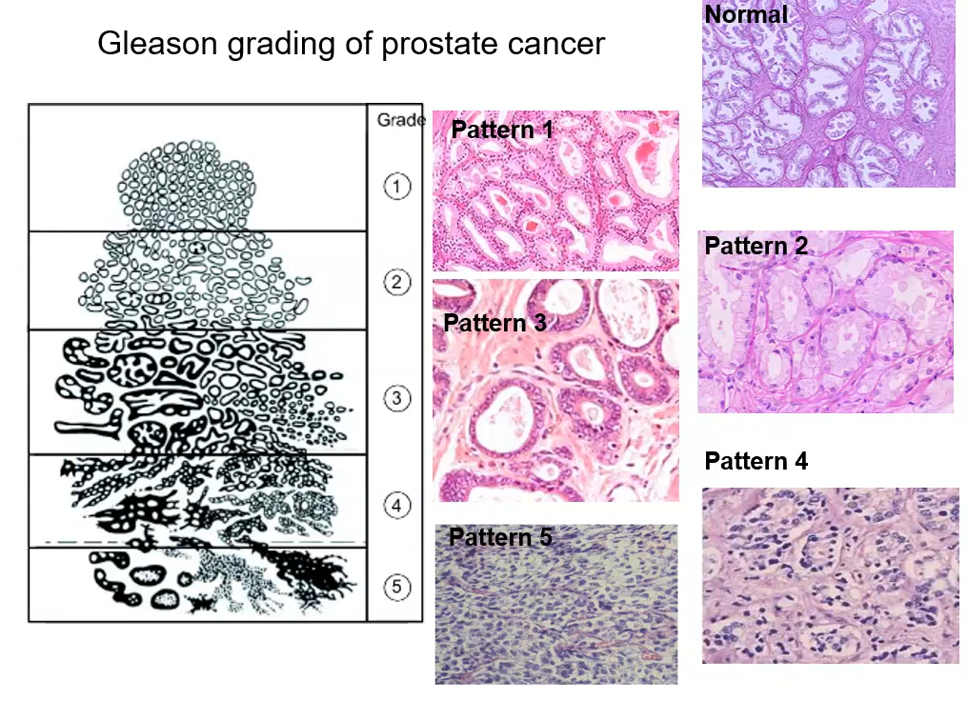 Gleason grading of prostate cancer
Normal
Grade
1
2
3
4
5
Pattern 1
Pattern 2
Pattern 3
Pattern 4
Pattern 5